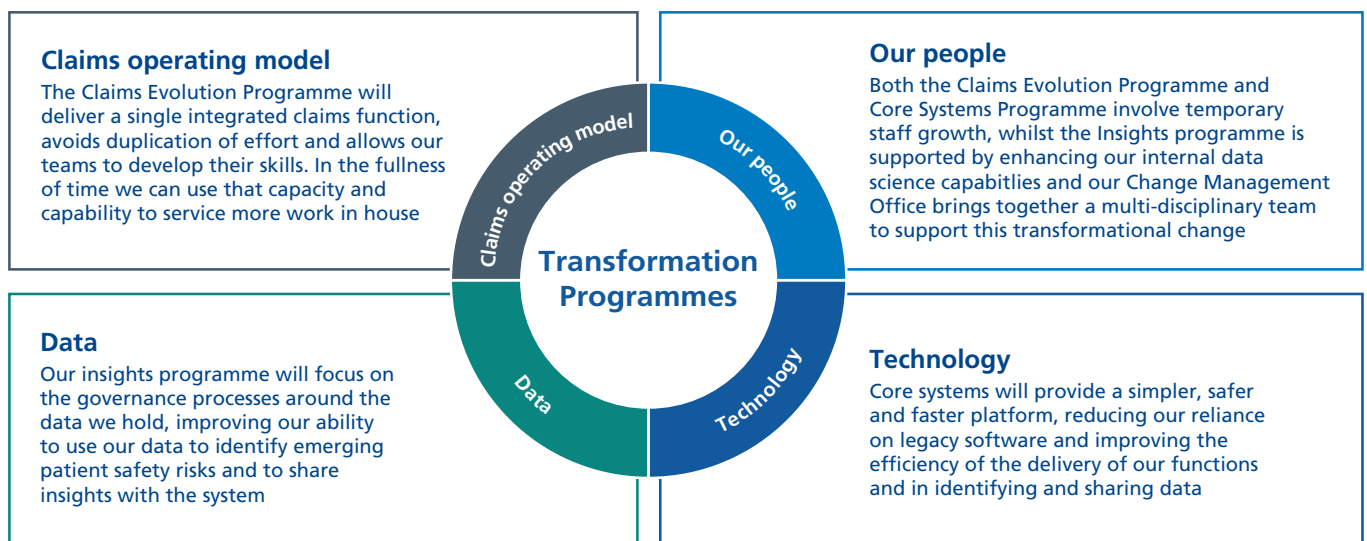 Claims operating model
The Claims Evolution Programme will
deliver a single integrated claims function,
avoids duplication of effort and allows our
teams to develop their skills. In the fullness
of time we can use that capacity and
capability to service more work in house
Our people
Both the Claims Evolution Programme and
Core Systems Programme involve temporary
staff growth, whilst the Insights programme is
supported by enhancing our internal data
science capabitlies and our Change Management
Office brings together a multi-disciplinary team
to support this transformational change
Claims operating model
Our people
Transformation
Programmes
Data
Technology
Data
Our insights programme will focus on
the governance processes around the
data we hold, improving our ability
to use our data to identify emerging
patient safety risks and to share
insights with the system
Technology
Core systems will provide a simpler, safer
and faster platform, reducing our reliance
on legacy software and improving the
efficiency of the delivery of our functions
and in identifying and sharing data